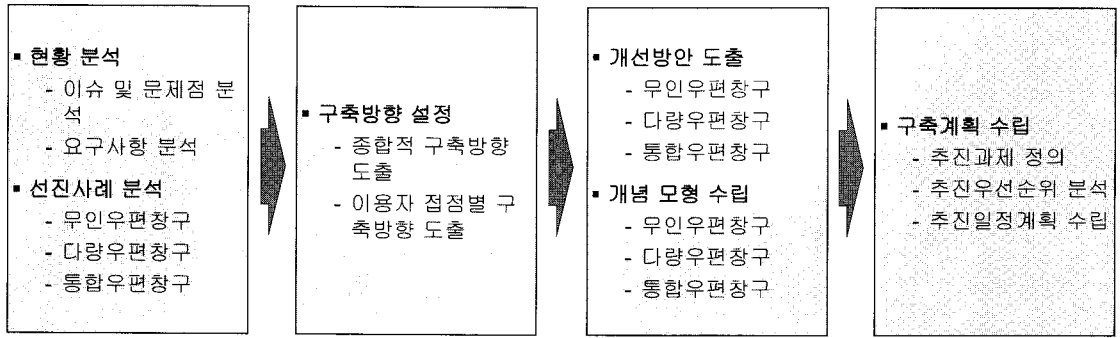 ▪ 현황 분석
- 이슈 및 문제점 분
석
- 요구사항 분석
▪ 선진사례 분석
- 무인우편창구
- 다량우편창구
- 통합우편창구
▪ 구축방향 설정
- 종합적 구축방향
도출
- 이용자 접점별 구
축방향 도출
▪ 개선방안 도출
- 무인우편창구
- 다량우편창구
- 통합우편창구
▪ 개념 모형 수립
- 무인우편창구
- 다량우편창구
- 통합우편창구
▪ 구축계획 수립
- 추진과제 정의
- 추진우선순위 분석
- 추진일정계획 수립